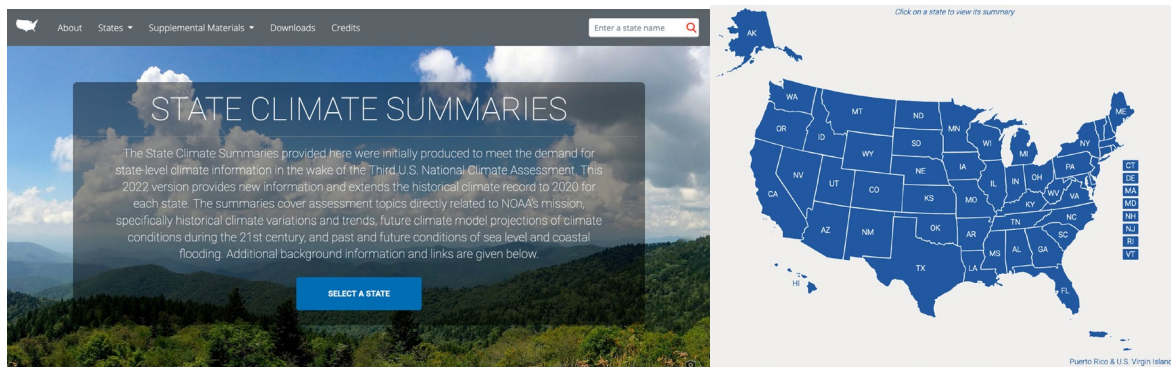 About States Supplemental Materials Downloads Credits Enter a state name
STATE CLIMATE SUMMARIES
The State Climate Summaries provided here were initially produced to meet the demand for
state-level climate information in the wake of the Third U.S. National Climate Assessment. This
2022 version provides new information and extends the historical climate record to 2020 for
each state. The summaries cover assessment topics directly related to NOAA's mission,
specifically historical climate variations and trends, future climate model projections of climate
conditions during the 21st century, and past and future conditions of sea level and coastal
flooding. Additional background information and links are given below.
SELECT A STATE
Click on a state to view its summary
AK
WA
MT
ND
MN
ME
OR
ID
SD
WI
MI
NY
WY
IA
PA
NE
NV
UT
CO
IL
IN
OH
WV
VA
KS
MO
KY
CA
NC
TN
OK
AR
SC
AZ
NM
MS
AL
GA
TX
LA
FL
HI
CT
DE
MA
MD
NH
NJ
RI
VT
Puerto Rico & U.S. Virgin Island